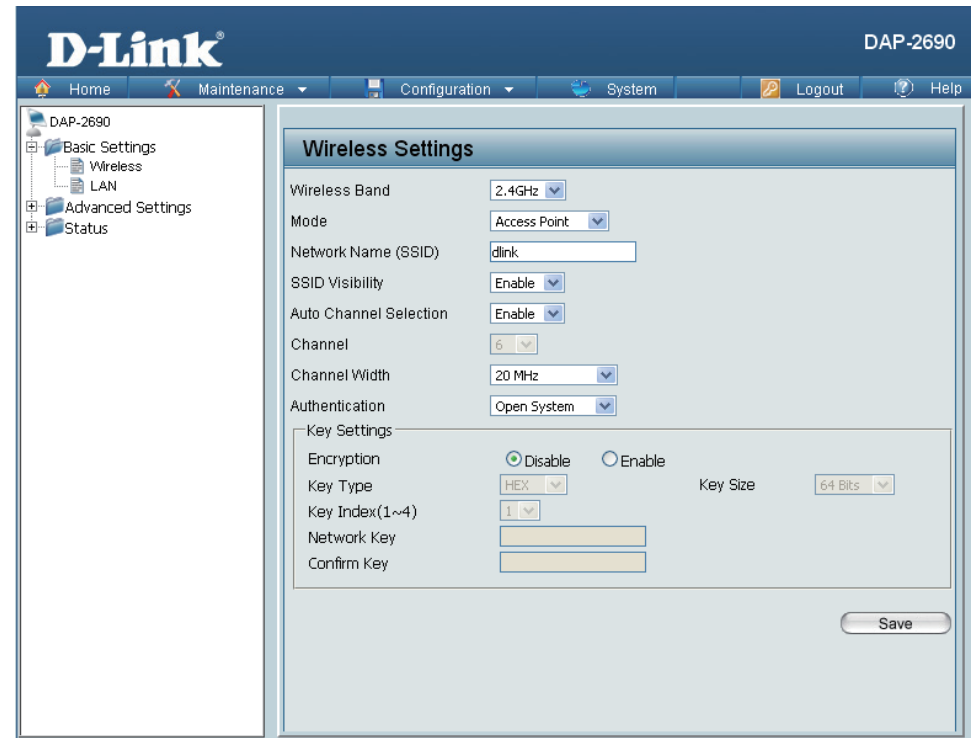 D-Link®
DAP-2690
Home Maintenance Configuration System Logout Help
DAP-2690
Basic Settings
Wireless
LAN
Advanced Settings
Status
Wireless Settings
Wireless Band 2.4GHz
Mode Access Point
Network Name (SSID) dlink
SSID Visibility Enable
Auto Channel Selection Enable
Channel 6
Channel Width 20 MHz
Authentication Open System
Key Settings
Encryption Disable Enable
Key Type HEX Key Size 64 Bits
Key Index(1~4) 1
Network Key
Confirm Key
Save